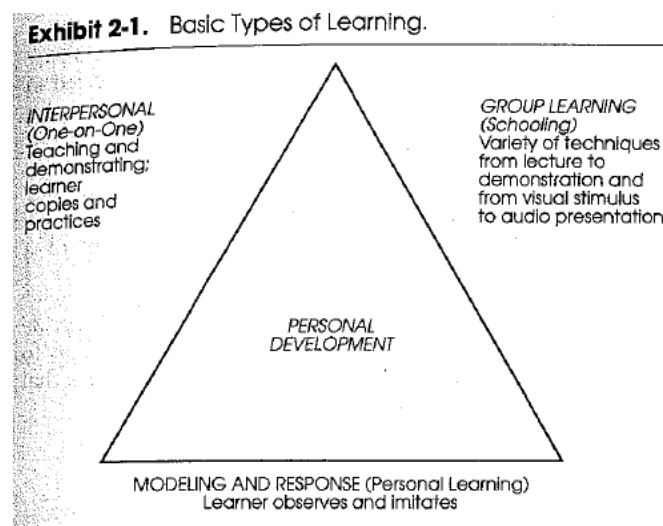 Exhibit 2-1. Basic Types of Learning.
INTERPERSONAL
(One-on-One)
Teaching and
demonstrating;
learner
copies and
practices
GROUP LEARNING
(Schooling)
Variety of techniques
from lecture to
demonstration and
from visual stimulus
to audio presentation
PERSONAL
DEVELOPMENT
MODELING AND RESPONSE (Personal Learning)
Learner observes and imitates